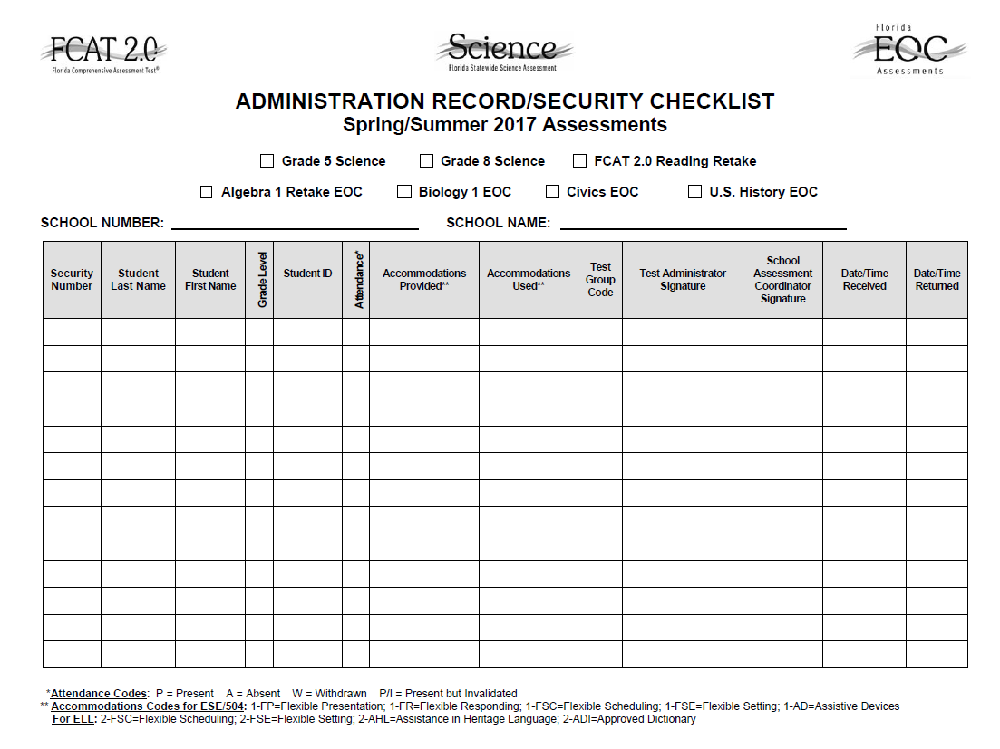 FCAT 2.0
Florida Comprehensive Assessment Test®
Science
Florida Statewide Science Assessment
Florida
EOC
Assessments
ADMINISTRATION RECORD/SECURITY CHECKLIST
Spring/Summer 2017 Assessments
Grade 5 Science Grade 8 Science FCAT 2.0 Reading Retake
Algebra 1 Retake EOC Biology 1 EOC Civics EOC U.S. History EOC
SCHOOL NUMBER: SCHOOL NAME:
Security
Number
Student
Last Name
Student
First Name
Grade Level
Student ID
Attendance*
Accommodations
Provided**
Accommodations
Used**
Test
Group
Code
Test Administrator
Signature
School
Assessment
Coordinator
Signature
Date/Time
Received
Date/Time
Returned
*Attendance Codes: P = Present A = Absent W = Withdrawn P/I = Present but Invalidated
** Accommodations Codes for ESE/504: 1-FP=Flexible Presentation; 1-FR=Flexible Responding; 1-FSC=Flexible Scheduling; 1-FSE=Flexible Setting; 1-AD=Assistive Devices
For ELL: 2-FSC=Flexible Scheduling; 2-FSE=Flexible Setting; 2-AHL=Assistance in Heritage Language; 2-ADI=Approved Dictionary